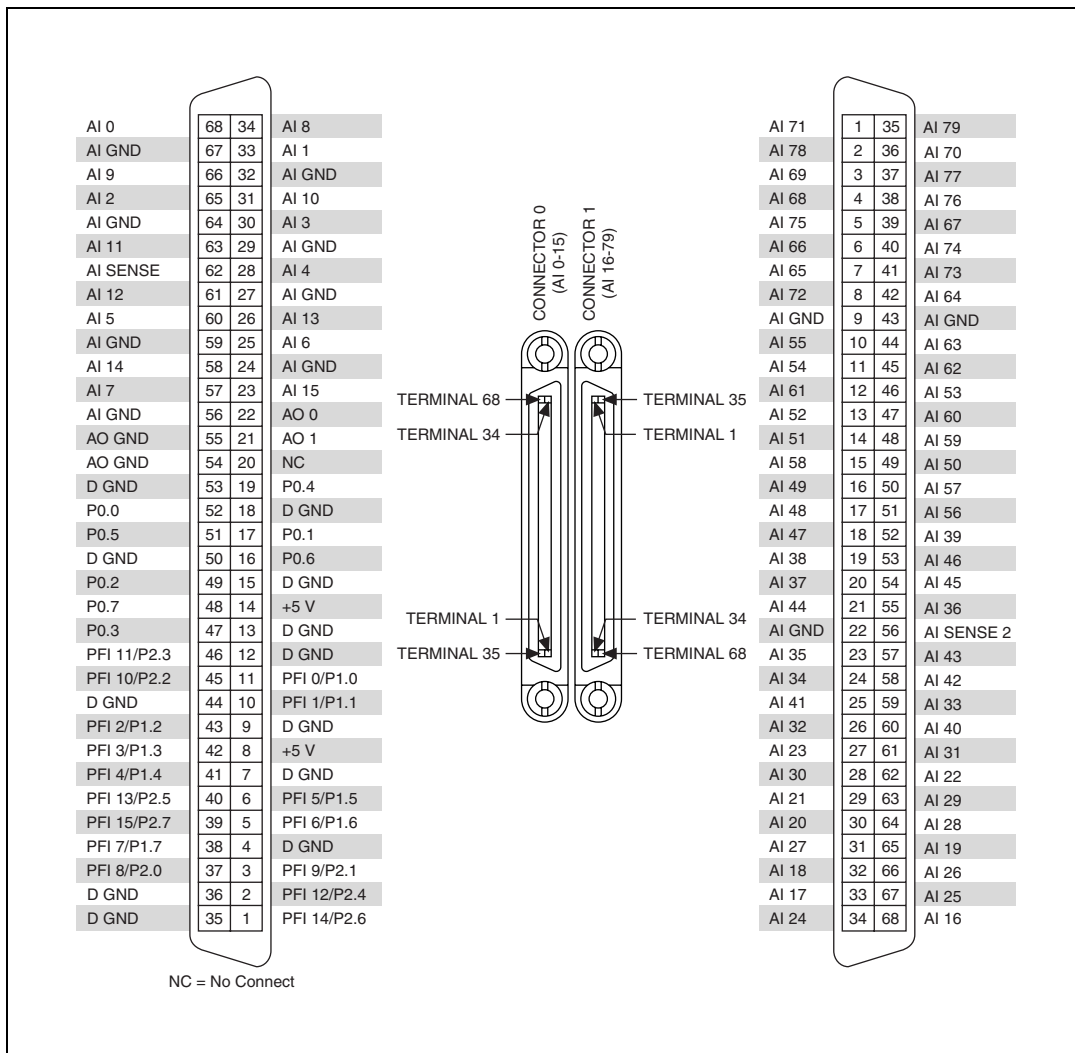 AI 0 68 34 AI 8
AI GND 67 33 AI 1
AI 9 66 32 AI GND
AI 2 65 31 AI 10
AI GND 64 30 AI 3
AI 11 63 29 AI GND
AI SENSE 62 28 AI 4
AI 12 61 27 AI GND
AI 5 60 26 AI 13
AI GND 59 25 AI 6
AI 14 58 24 AI GND
AI 7 57 23 AI 15
AI GND 56 22 AO 0
AO GND 55 21 AO 1
AO GND 54 20 NC
D GND 53 19 P0.4
P0.0 52 18 D GND
P0.5 51 17 P0.1
D GND 50 16 P0.6
P0.2 49 15 D GND
P0.7 48 14 +5 V
P0.3 47 13 D GND
PFI 11/P2.3 46 12 D GND
PFI 10/P2.2 45 11 PFI 0/P1.0
D GND 44 10 PFI 1/P1.1
PFI 2/P1.2 43 9 D GND
PFI 3/P1.3 42 8 +5 V
PFI 4/P1.4 41 7 D GND
PFI 13/P2.5 40 6 PFI 5/P1.5
PFI 15/P2.7 39 5 PFI 6/P1.6
PFI 7/P1.7 38 4 D GND
PFI 8/P2.0 37 3 PFI 9/P2.1
D GND 36 2 PFI 12/P2.4
D GND 35 1 PFI 14/P2.6
NC = No Connect
CONNECTOR 0
(AI 0-15)
CONNECTOR 1
(AI 16-79)
TERMINAL 68
TERMINAL 34
TERMINAL 35
TERMINAL 1
TERMINAL 1
TERMINAL 35
TERMINAL 34
TERMINAL 68
AI 71 1 35 AI 79
AI 78 2 36 AI 70
AI 69 3 37 AI 77
AI 68 4 38 AI 76
AI 75 5 39 AI 67
AI 66 6 40 AI 74
AI 65 7 41 AI 73
AI 72 8 42 AI 64
AI GND 9 43 AI GND
AI 55 10 44 AI 63
AI 54 11 45 AI 62
AI 61 12 46 AI 53
AI 52 13 47 AI 60
AI 51 14 48 AI 59
AI 58 15 49 AI 50
AI 49 16 50 AI 57
AI 48 17 51 AI 56
AI 47 18 52 AI 39
AI 38 19 53 AI 46
AI 37 20 54 AI 45
AI 44 21 55 AI 36
AI GND 22 56 AI SENSE 2
AI 35 23 57 AI 43
AI 34 24 58 AI 42
AI 41 25 59 AI 33
AI 32 26 60 AI 40
AI 23 27 61 AI 31
AI 30 28 62 AI 22
AI 21 29 63 AI 29
AI 20 30 64 AI 28
AI 27 31 65 AI 19
AI 18 32 66 AI 26
AI 17 33 67 AI 25
AI 24 34 68 AI 16